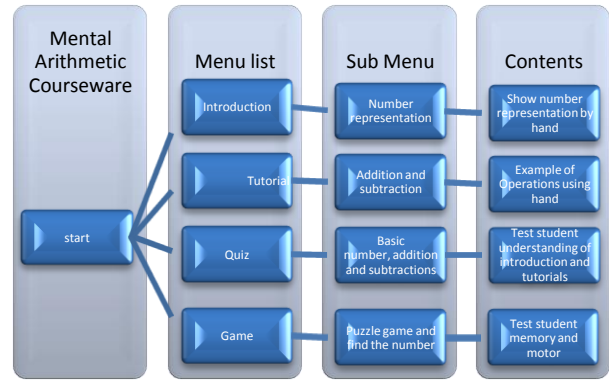 Mental
Arithmetic
Courseware
Menu list
Sub Menu
Contents
start
Introduction
Number
representation
Show number
representation by
hand
Tutorial
Addition and
subtraction
Example of
Operations using
hand
Quiz
Basic
number, addition
and subtractions
Test student
understanding of
introduction and
tutorials
Game
Puzzle game and
find the number
Test student
memory and
motor